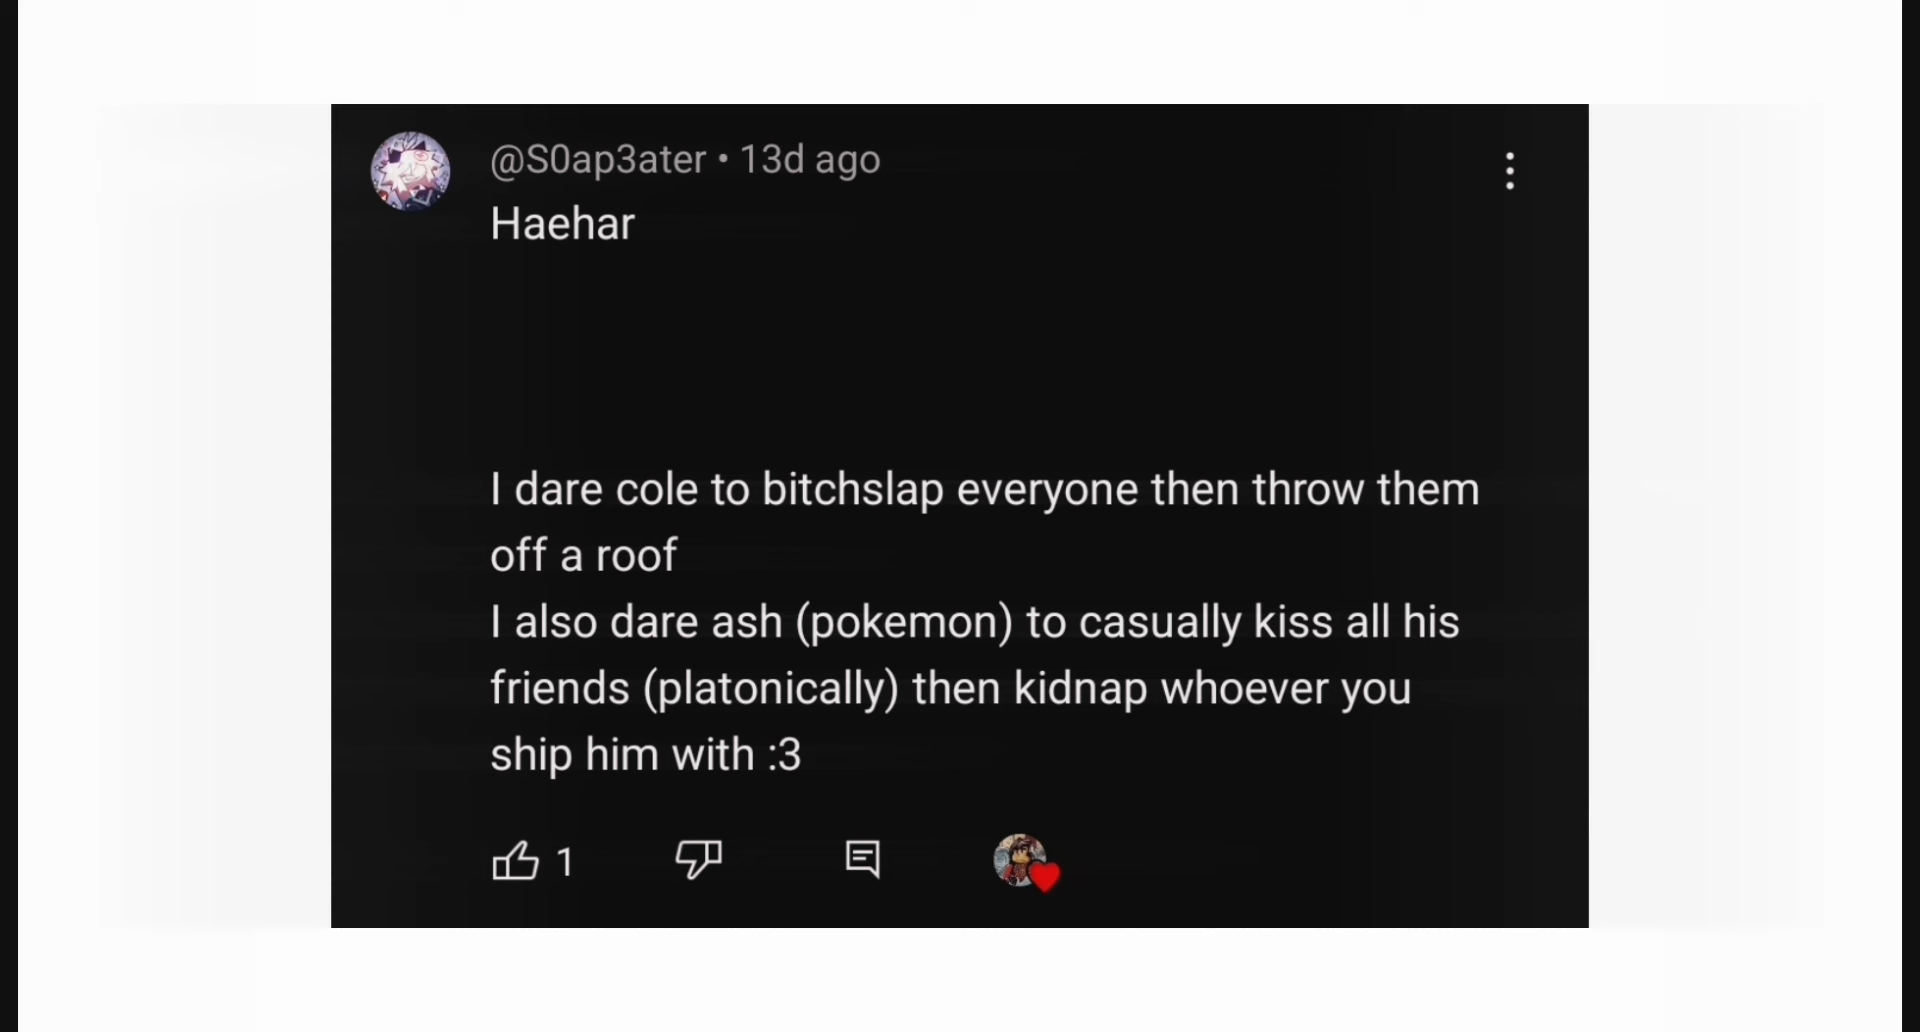 @S0ap3ater • 13d ago
Haehar
I dare cole to bitchslap everyone then throw them
off a roof
I also dare ash (pokemon) to casually kiss all his
friends (platonically) then kidnap whoever you
ship him with :3
1